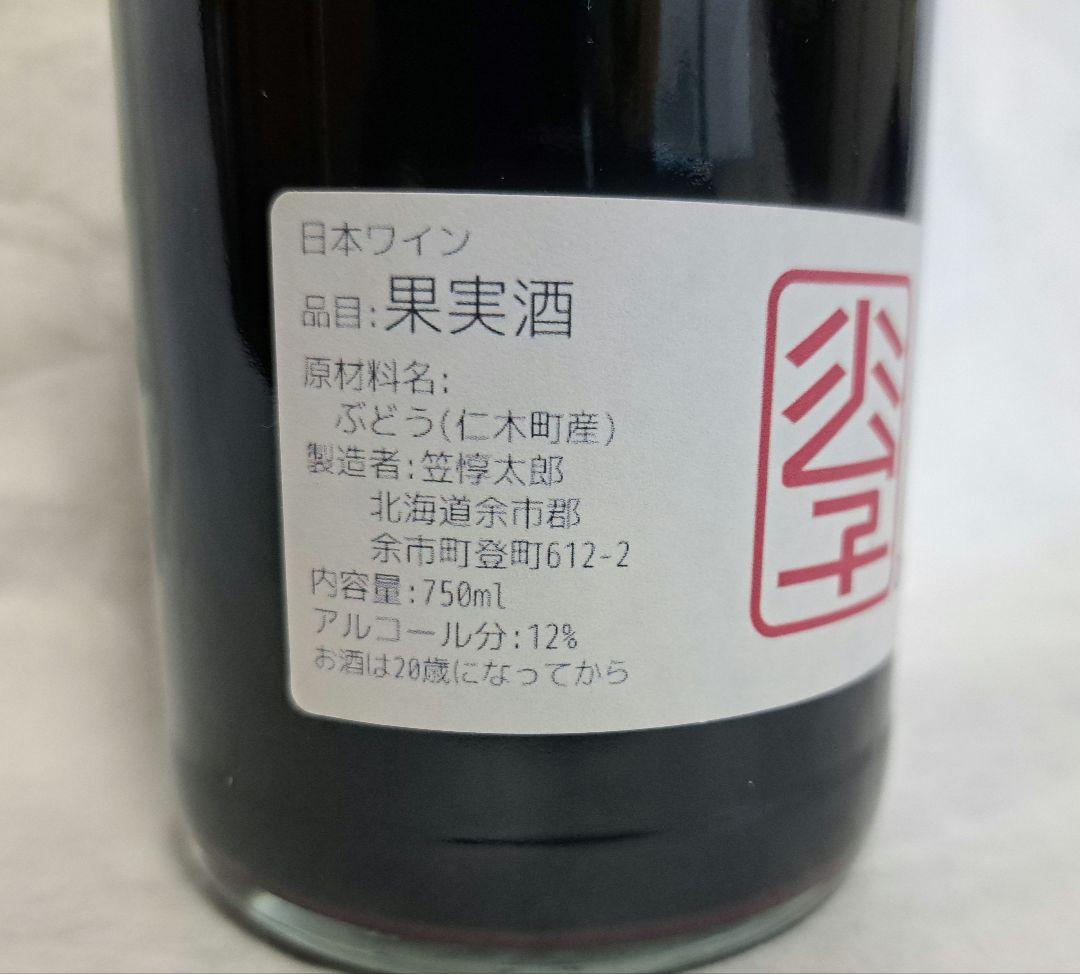 日本ワイン
品目:果実酒
原材料名:
ぶどう(仁木町産)
製造者:笠惇太郎
北海道余市郡
余市町登町612-2
内容量:750ml
アルコール分:12%
お酒は20歳になってから